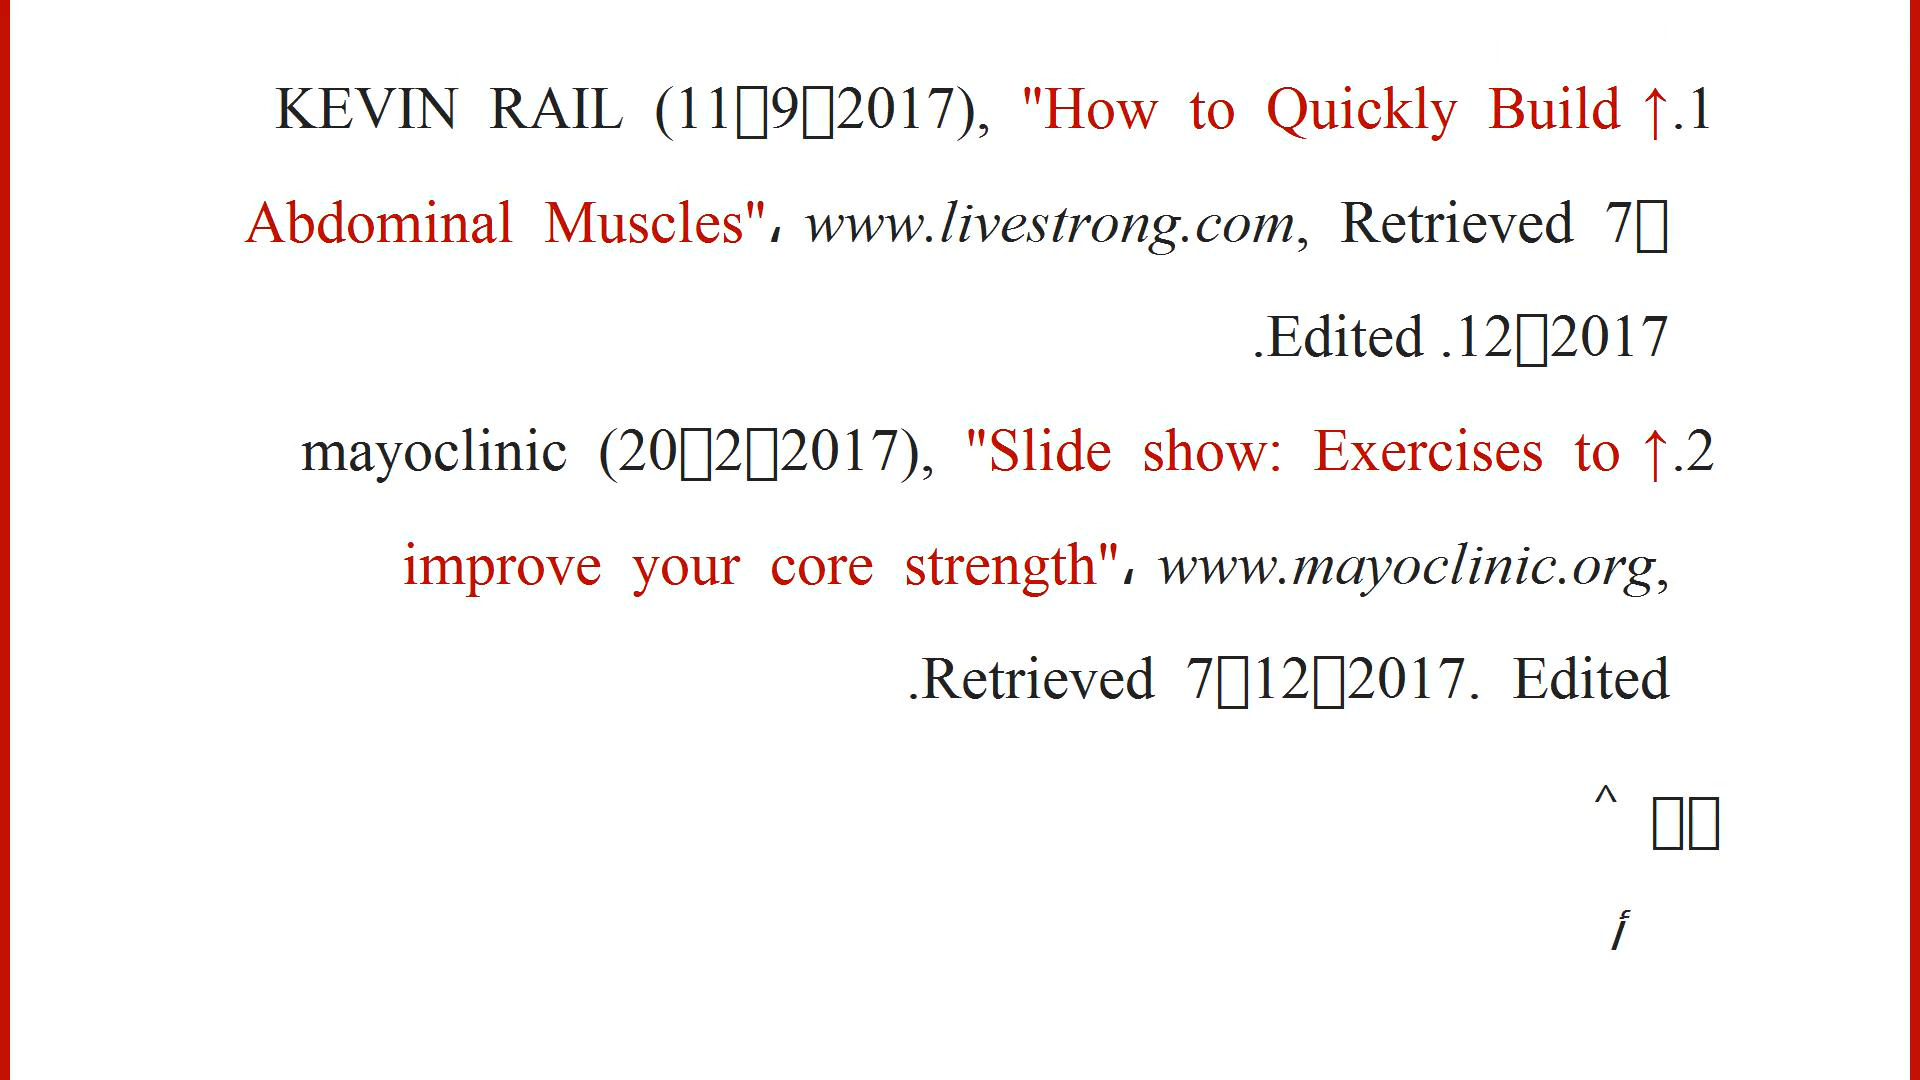 1.↑ KEVIN RAIL (11▯9▯2017), "How to Quickly Build
Abdominal Muscles"، www.livestrong.com, Retrieved 7▯
12▯2017. Edited.
2.↑ mayoclinic (20▯2▯2017), "Slide show: Exercises to
improve your core strength"، www.mayoclinic.org,
Retrieved 7▯12▯2017. Edited.
▯▯ ^
أ